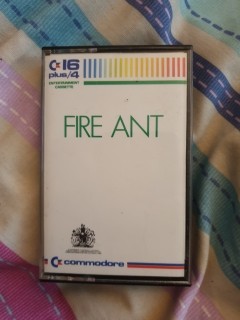 C 16
plus/4
ENTERTAINMENT
CASSETTE
FIRE ANT
commodore